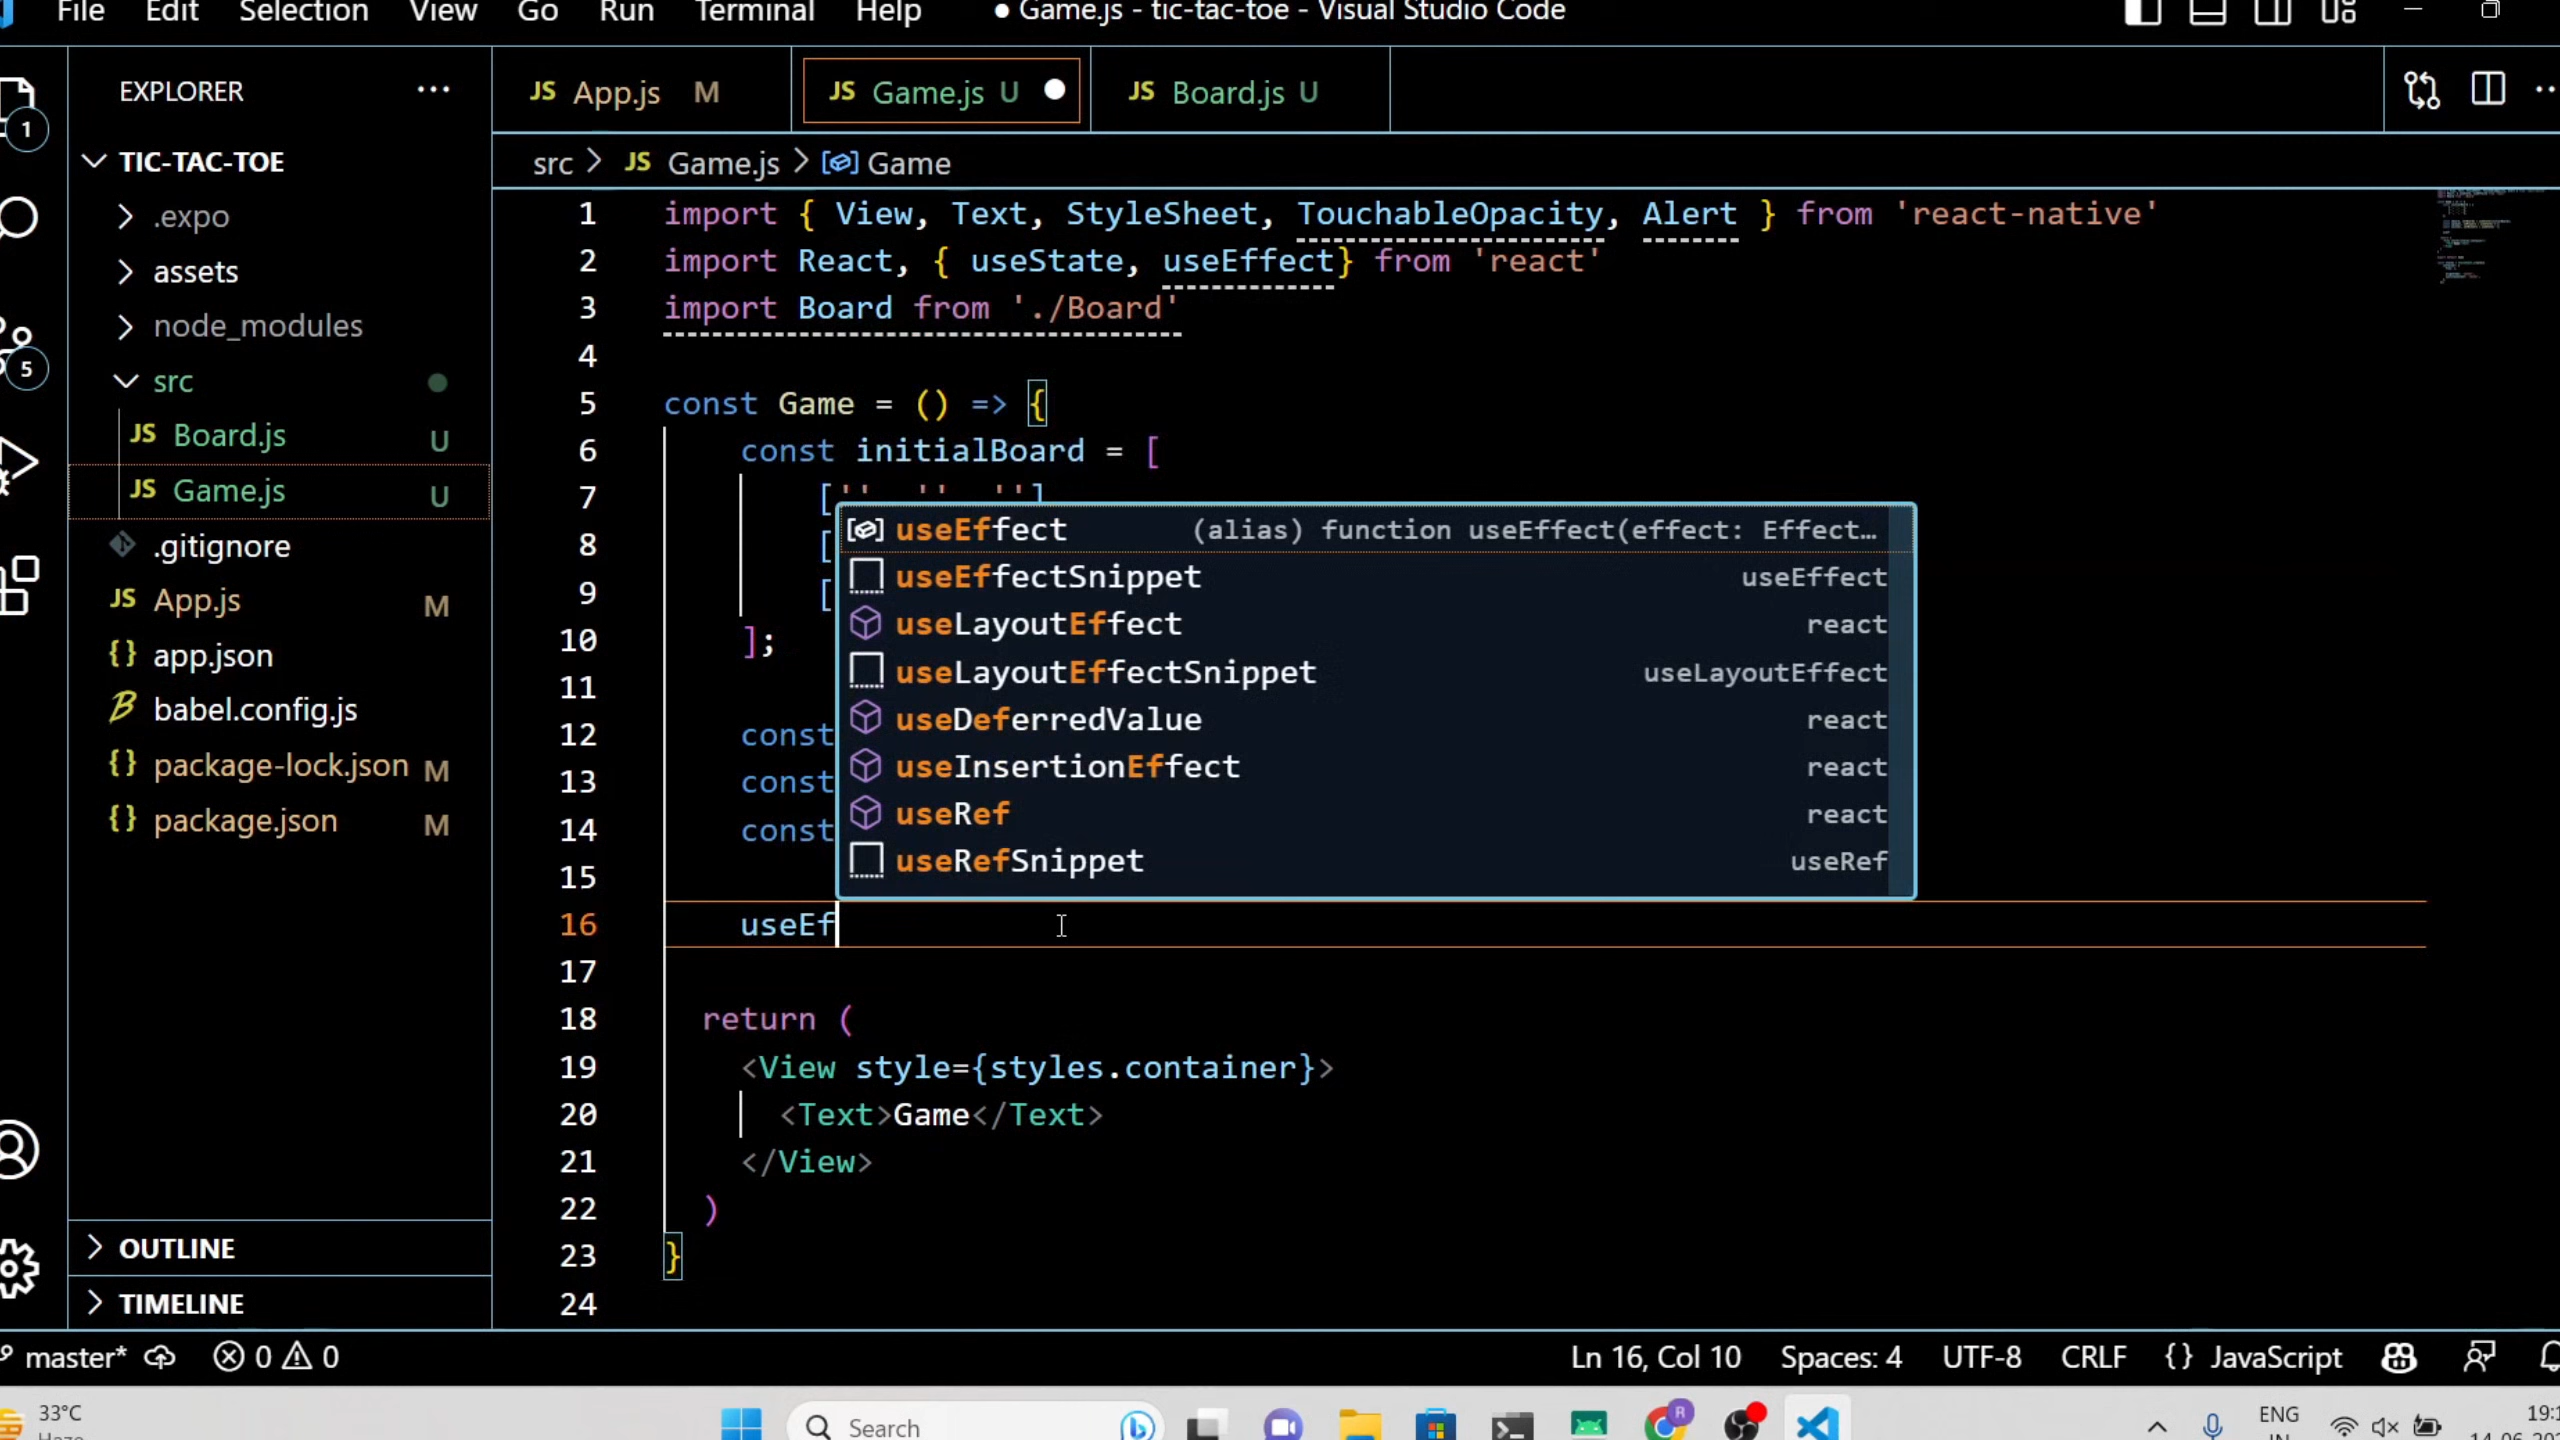 File Edit Selection View Go Run Terminal Help ● Game.js - tic-tac-toe - Visual Studio Code
EXPLORER ...
JS App.js M JS Game.js U ● JS Board.js U
1
TIC-TAC-TOE
src > JS Game.js > Game
.expo
assets
node_modules
src
5
JS Board.js U
JS Game.js U
.gitignore
JS App.js M
{} app.json
babel.config.js
{} package-lock.json M
{} package.json M
OUTLINE
TIMELINE
1 import { View, Text, StyleSheet, TouchableOpacity, Alert } from 'react-native'
2 import React, { useState, useEffect} from 'react'
3 import Board from './Board'
4
5 const Game = () => {
6 const initialBoard = [
7 ['', '', '']
8 [
9 [
10 ];
11
12 const
13 const
14 const
15
16 useEf
17
18 return (
19 <View style={styles.container}>
20 <Text>Game</Text>
21 </View>
22 )
23 }
24
useEffect (alias) function useEffect(effect: Effect…
useEffectSnippet useEffect
useLayoutEffect react
useLayoutEffectSnippet useLayoutEffect
useDeferredValue react
useInsertionEffect react
useRef react
useRefSnippet useRef
master* 0 0 Ln 16, Col 10 Spaces: 4 UTF-8 CRLF {} JavaScript
33°C
Search
ENG